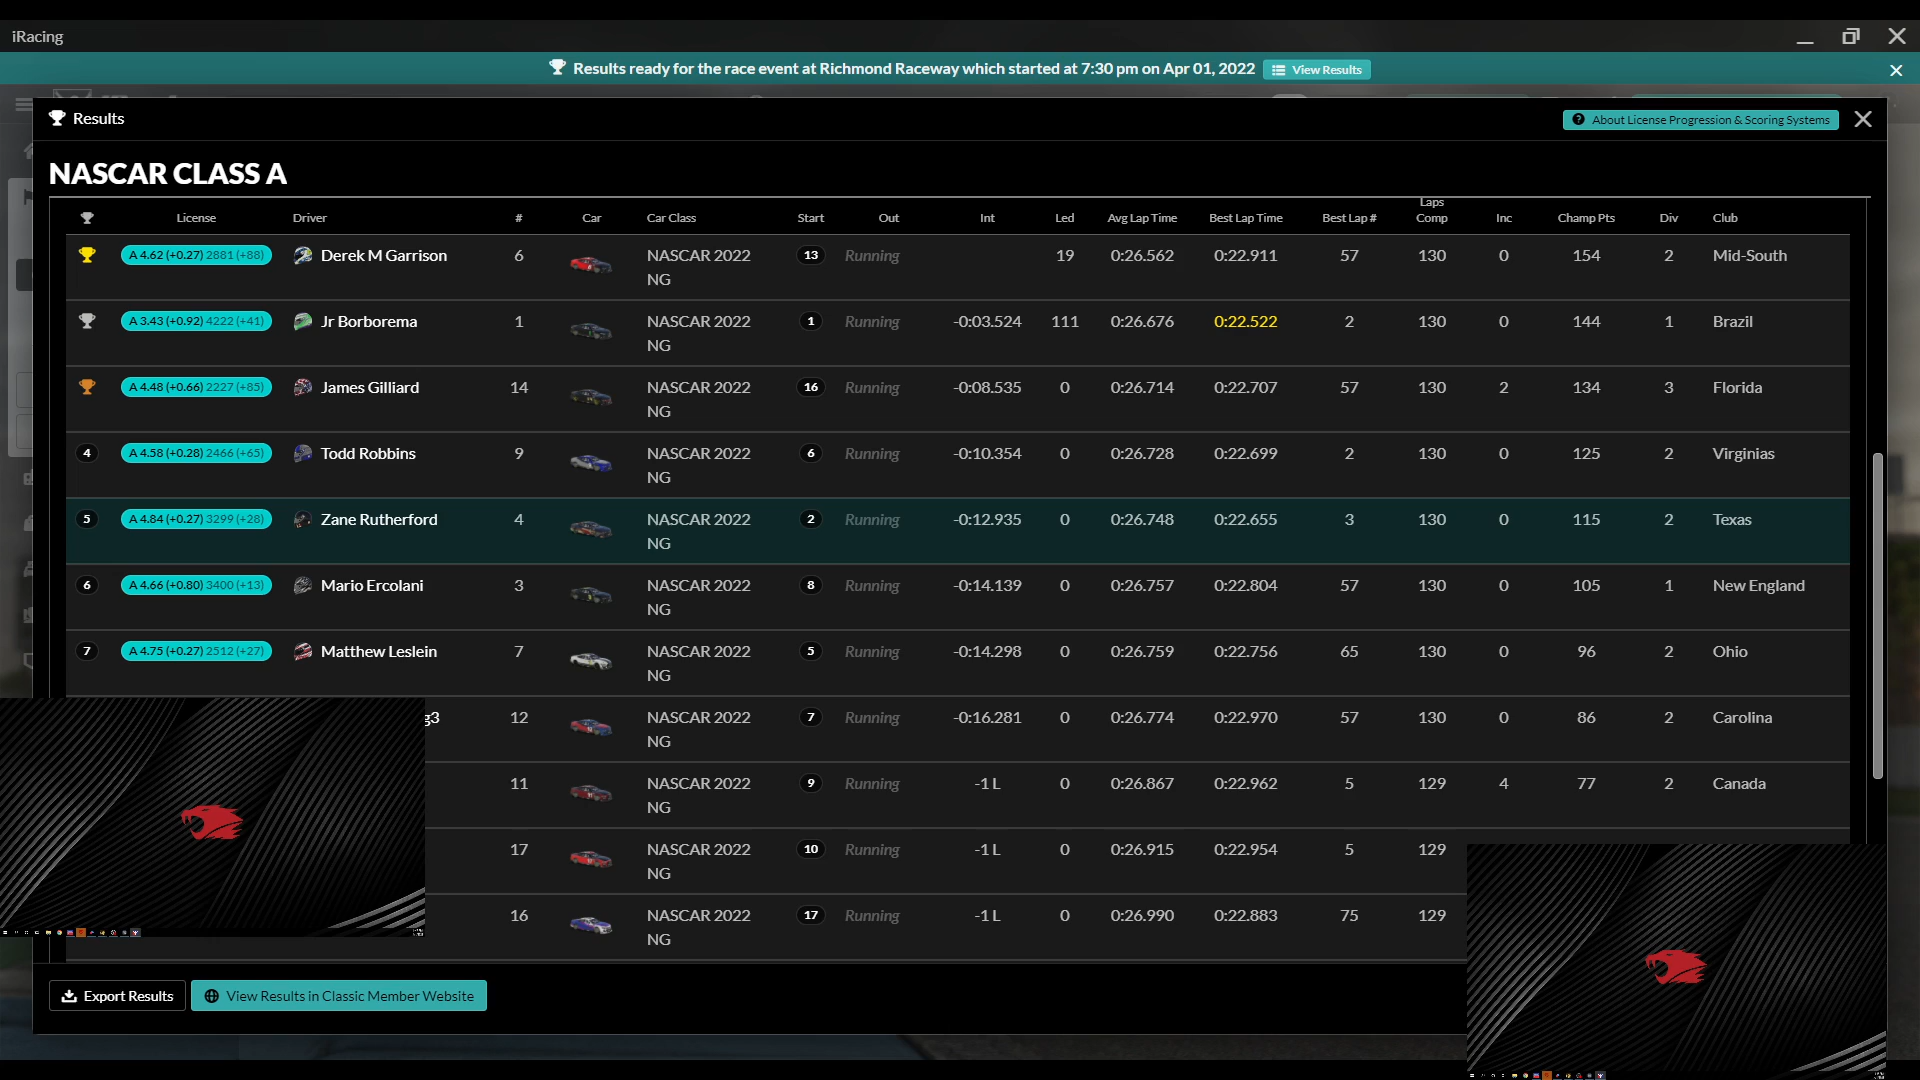 iRacing
Results ready for the race event at Richmond Raceway which started at 7:30 pm on Apr 01, 2022 View Results
Results About License Progression & Scoring Systems
NASCAR CLASS A
License Driver # Car Car Class Start Out Int Led Avg Lap Time Best Lap Time Best Lap # Laps Comp Inc Champ Pts Div Club
A 4.62 (+0.27) 2881 (+88) Derek M Garrison 6 NASCAR 2022 NG 13 Running 19 0:26.562 0:22.911 57 130 0 154 2 Mid-South
A 3.43 (+0.92) 4222 (+41) Jr Borborema 1 NASCAR 2022 NG 1 Running -0:03.524 111 0:26.676 0:22.522 2 130 0 144 1 Brazil
A 4.48 (+0.66) 2227 (+85) James Gilliard 14 NASCAR 2022 NG 16 Running -0:08.535 0 0:26.714 0:22.707 57 130 2 134 3 Florida
4 A 4.58 (+0.28) 2466 (+65) Todd Robbins 9 NASCAR 2022 NG 6 Running -0:10.354 0 0:26.728 0:22.699 2 130 0 125 2 Virginias
5 A 4.84 (+0.27) 3299 (+28) Zane Rutherford 4 NASCAR 2022 NG 2 Running -0:12.935 0 0:26.748 0:22.655 3 130 0 115 2 Texas
6 A 4.66 (+0.80) 3400 (+13) Mario Ercolani 3 NASCAR 2022 NG 8 Running -0:14.139 0 0:26.757 0:22.804 57 130 0 105 1 New England
7 A 4.75 (+0.27) 2512 (+27) Matthew Leslein 7 NASCAR 2022 NG 5 Running -0:14.298 0 0:26.759 0:22.756 65 130 0 96 2 Ohio
g3 12 NASCAR 2022 NG 7 Running -0:16.281 0 0:26.774 0:22.970 57 130 0 86 2 Carolina
11 NASCAR 2022 NG 9 Running -1 L 0 0:26.867 0:22.962 5 129 4 77 2 Canada
17 NASCAR 2022 NG 10 Running -1 L 0 0:26.915 0:22.954 5 129
16 NASCAR 2022 NG 17 Running -1 L 0 0:26.990 0:22.883 75 129
Export Results View Results in Classic Member Website